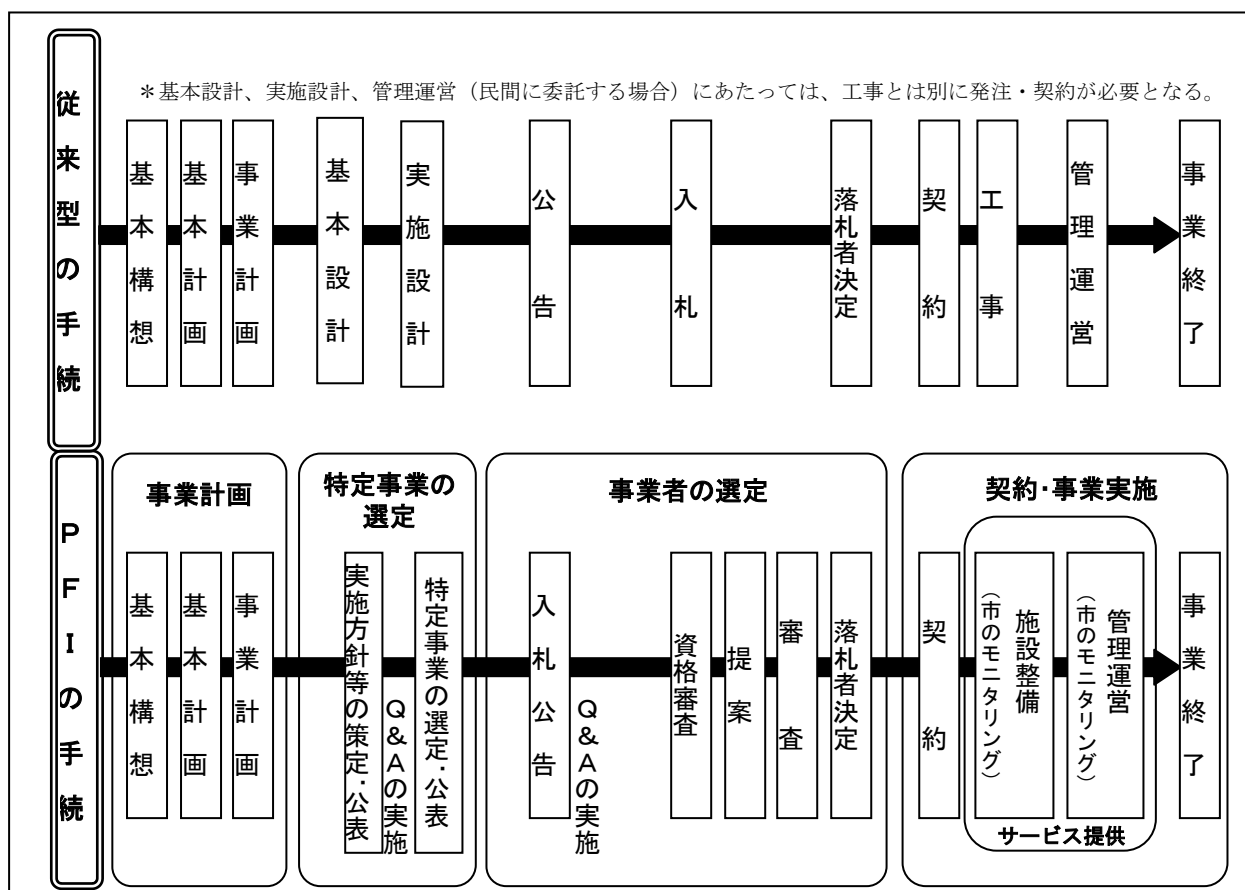 従来型の手続
＊基本設計、実施設計、管理運営（民間に委託する場合）にあたっては、工事とは別に発注・契約が必要となる。
基本構想
基本計画
事業計画
基本設計
実施設計
公告
入札
落札者決定
契約
工事
管理運営
事業終了
ＰＦＩの手続
事業計画
基本構想
基本計画
事業計画
特定事業の
選定
実施方針等の策定・公表
Ｑ＆Ａの実施
特定事業の選定・公表
事業者の選定
入札公告
Ｑ＆Ａの実施
資格審査
提案
審査
落札者決定
契約・事業実施
契約
施設整備
（市のモニタリング）
管理運営
（市のモニタリング）
サービス提供
事業終了